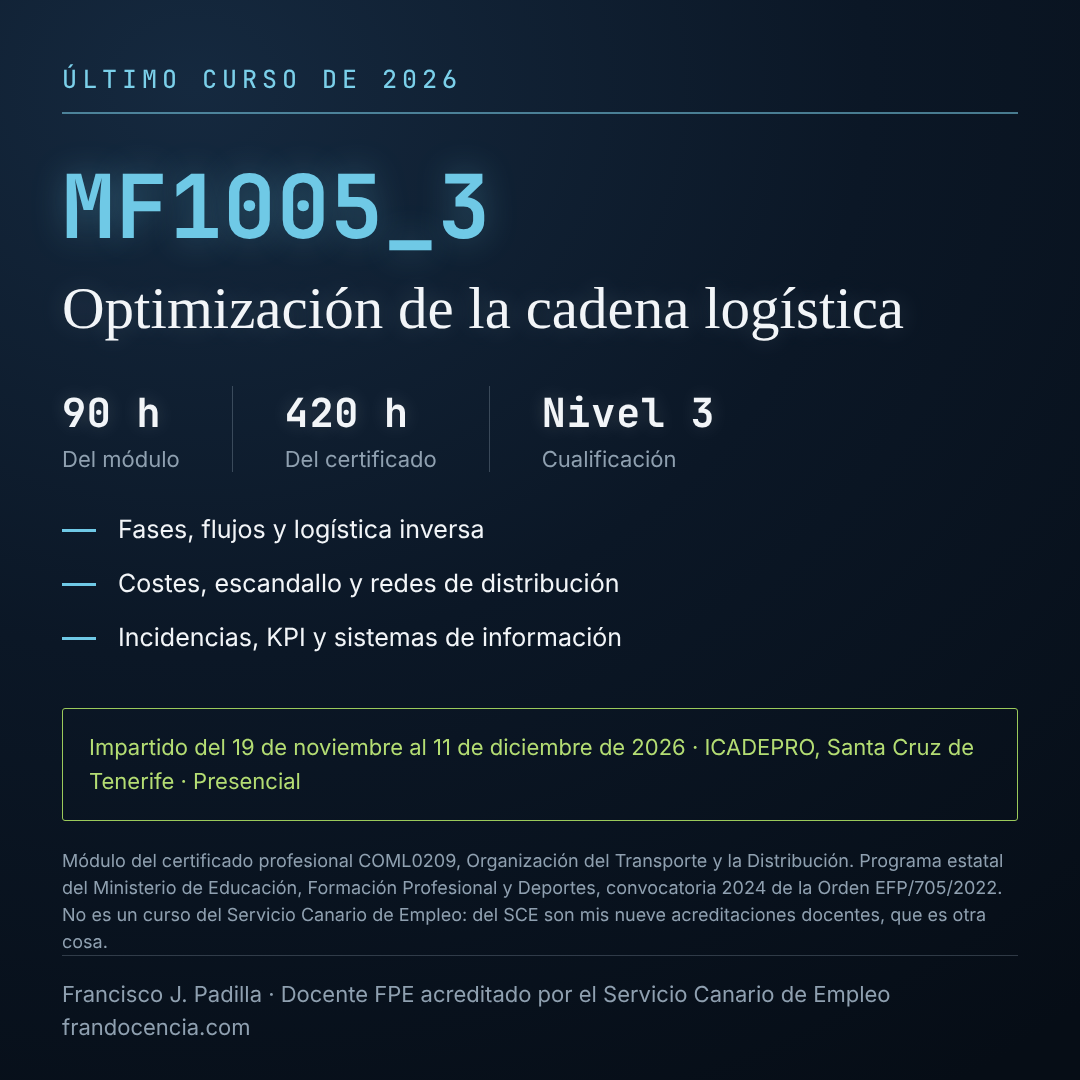 ÚLTIMO CURSO DE 2026
MF1005_3
Optimización de la cadena logística
90 h
Del módulo
420 h
Del certificado
Nivel 3
Cualificación
Fases, flujos y logística inversa
Costes, escandallo y redes de distribución
Incidencias, KPI y sistemas de información
Impartido del 19 de noviembre al 11 de diciembre de 2026 · ICADEPRO, Santa Cruz de
Tenerife · Presencial
Módulo del certificado profesional COML0209, Organización del Transporte y la Distribución. Programa estatal
del Ministerio de Educación, Formación Profesional y Deportes, convocatoria 2024 de la Orden EFP/705/2022.
No es un curso del Servicio Canario de Empleo: del SCE son mis nueve acreditaciones docentes, que es otra
cosa.
Francisco J. Padilla · Docente FPE acreditado por el Servicio Canario de Empleo
frandocencia.com